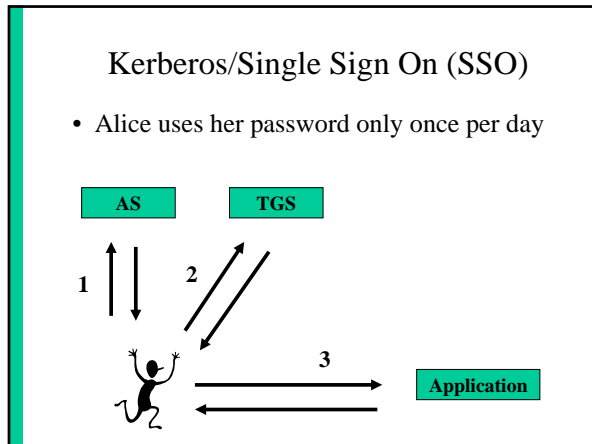 Kerberos/Single Sign On (SSO)
• Alice uses her password only once per day
AS
TGS
1
2
3
Application